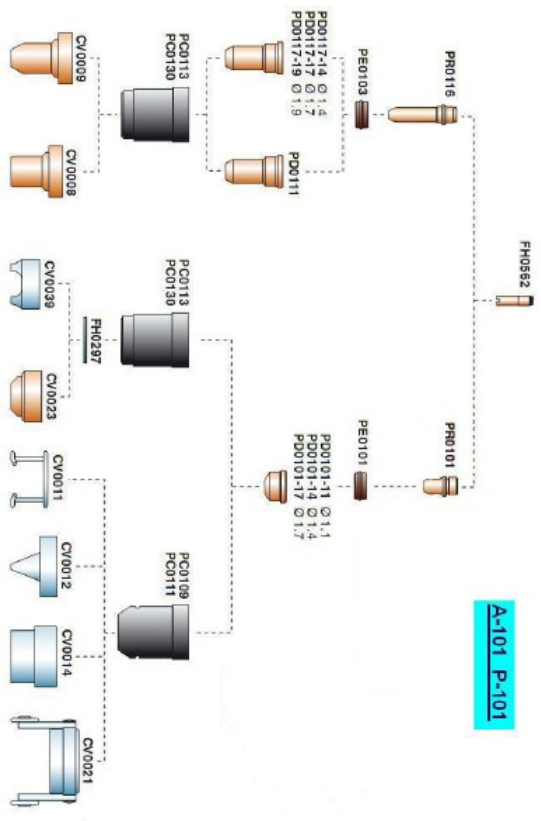 A-101 P-101
FH0562
PR0116
PR0101
PE0103
PE0101
PD0117-14 Ø 1.4
PD0117-17 Ø 1.7
PD0117-19 Ø 1.9
PD0111
PD0101-11 Ø 1.1
PD0101-14 Ø 1.4
PD0101-17 Ø 1.7
PC0113
PC0130
PC0113
PC0130
PC0109
PC0111
FH0297
CV0009
CV0008
CV0039
CV0023
CV0011
CV0012
CV0014
CV0021